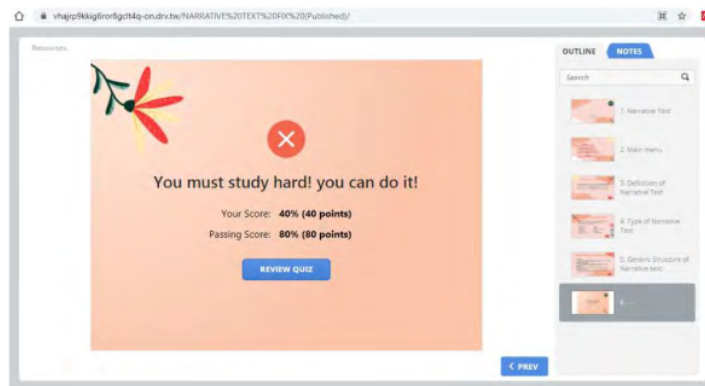 vhajrp9kkig6ror8gclt4q-on.drv.tw/NARRATIVE%20TEXT%20FIX%20(Published)/
Resources
You must study hard! you can do it!
Your Score: 40% (40 points)
Passing Score: 80% (80 points)
REVIEW QUIZ
< PREV
OUTLINE
NOTES
Search
1. Narrative Text
2. Main menu
3. Definition of
Narrative Text
4. Type of Narrative
Text
5. Generic Structure of
Narrative text